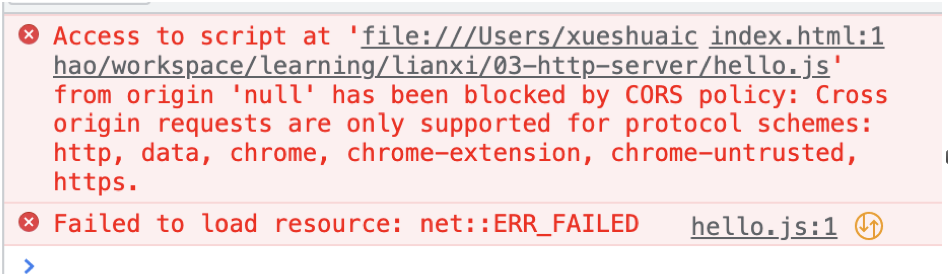 Access to script at 'file:///Users/xueshuaic index.html:1
hao/workspace/learning/lianxi/03-http-server/hello.js'
from origin 'null' has been blocked by CORS policy: Cross
origin requests are only supported for protocol schemes:
http, data, chrome, chrome-extension, chrome-untrusted,
https.
Failed to load resource: net::ERR_FAILED hello.js:1